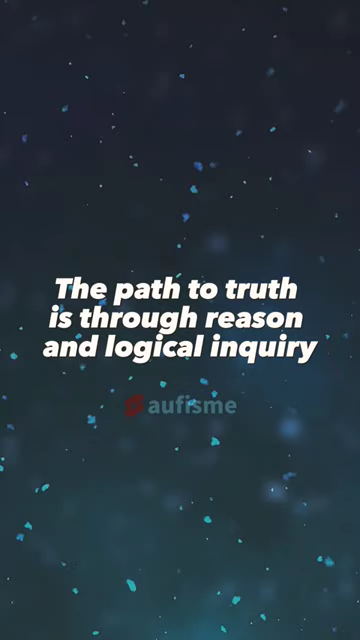 The path to truth
is through reason
and logical inquiry
aufisme